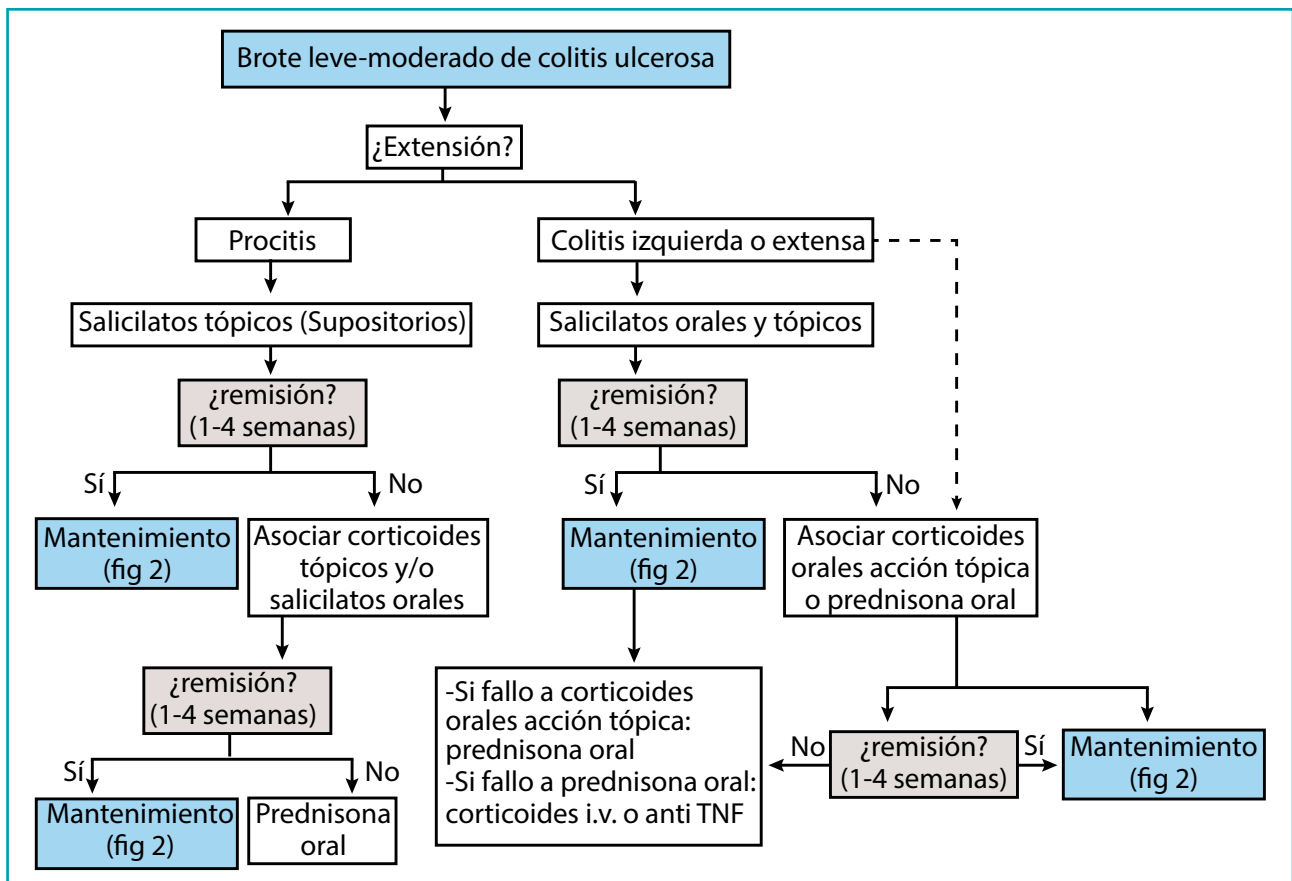 Brote leve-moderado de colitis ulcerosa
¿Extensión?
Procitis
Colitis izquierda o extensa
Salicilatos tópicos (Supositorios)
Salicilatos orales y tópicos
¿remisión?
(1-4 semanas)
¿remisión?
(1-4 semanas)
Sí
No
Sí
No
Mantenimiento
(fig 2)
Asociar corticoides
tópicos y/o
salicilatos orales
Mantenimiento
(fig 2)
Asociar corticoides
orales acción tópica
o prednisona oral
¿remisión?
(1-4 semanas)
-Si fallo a corticoides
orales acción tópica:
prednisona oral
-Si fallo a prednisona oral:
corticoides i.v. o anti TNF
No
¿remisión?
(1-4 semanas)
Sí
Mantenimiento
(fig 2)
Sí
No
Mantenimiento
(fig 2)
Prednisona
oral